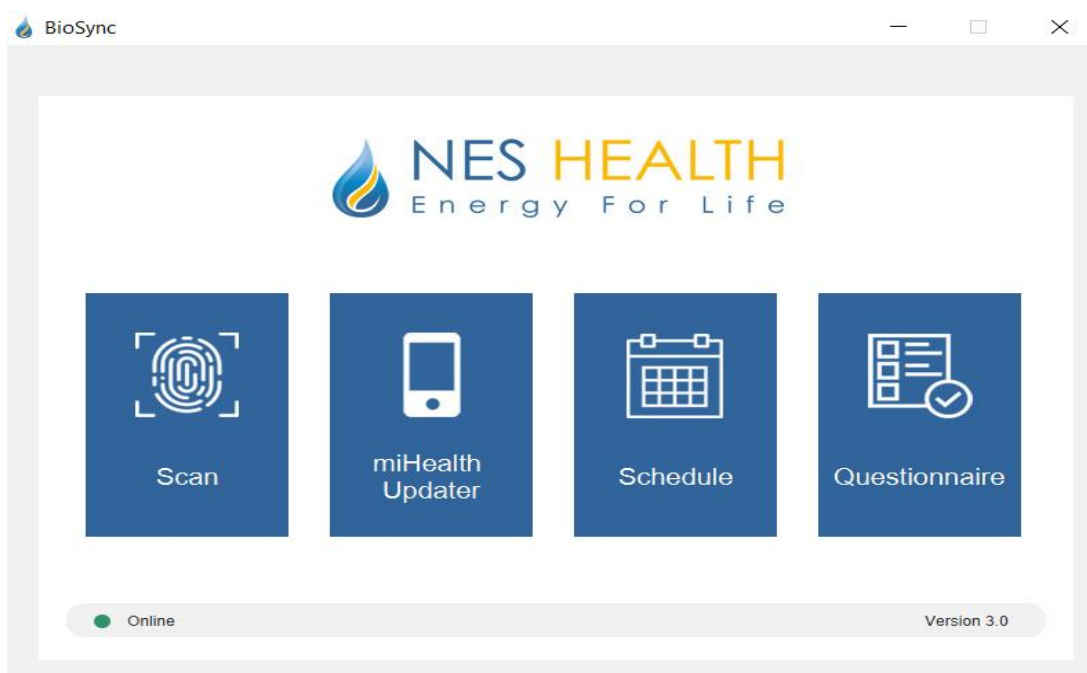 BioSync
NES HEALTH
Energy For Life
Scan
miHealth
Updater
Schedule
Questionnaire
Online
Version 3.0